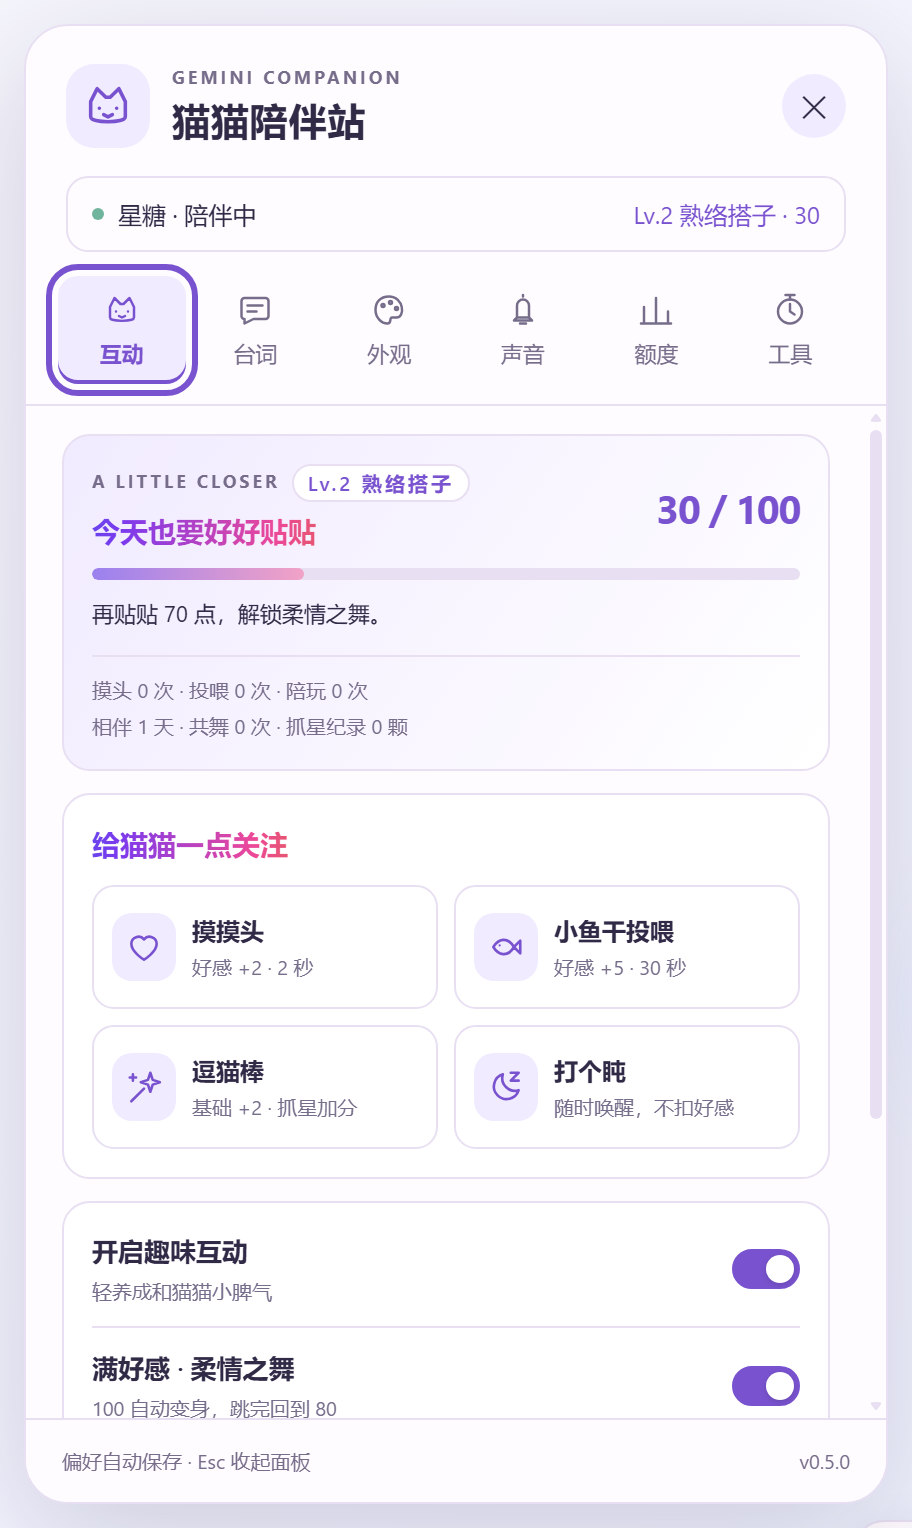 GEMINI COMPANION
猫猫陪伴站
星糖 · 陪伴中
Lv.2 熟络搭子 · 30
互动
台词
外观
声音
额度
工具
A LITTLE CLOSER
Lv.2 熟络搭子
今天也要好好贴贴
30 / 100
再贴贴 70 点，解锁柔情之舞。
摸头 0 次 · 投喂 0 次 · 陪玩 0 次
相伴 1 天 · 共舞 0 次 · 抓星纪录 0 颗
给猫猫一点关注
摸摸头
好感 +2 · 2 秒
小鱼干投喂
好感 +5 · 30 秒
逗猫棒
基础 +2 · 抓星加分
打个盹
随时唤醒，不扣好感
开启趣味互动
轻养成和猫猫小脾气
满好感 · 柔情之舞
100 自动变身，跳完回到 80
偏好自动保存 · Esc 收起面板
v0.5.0